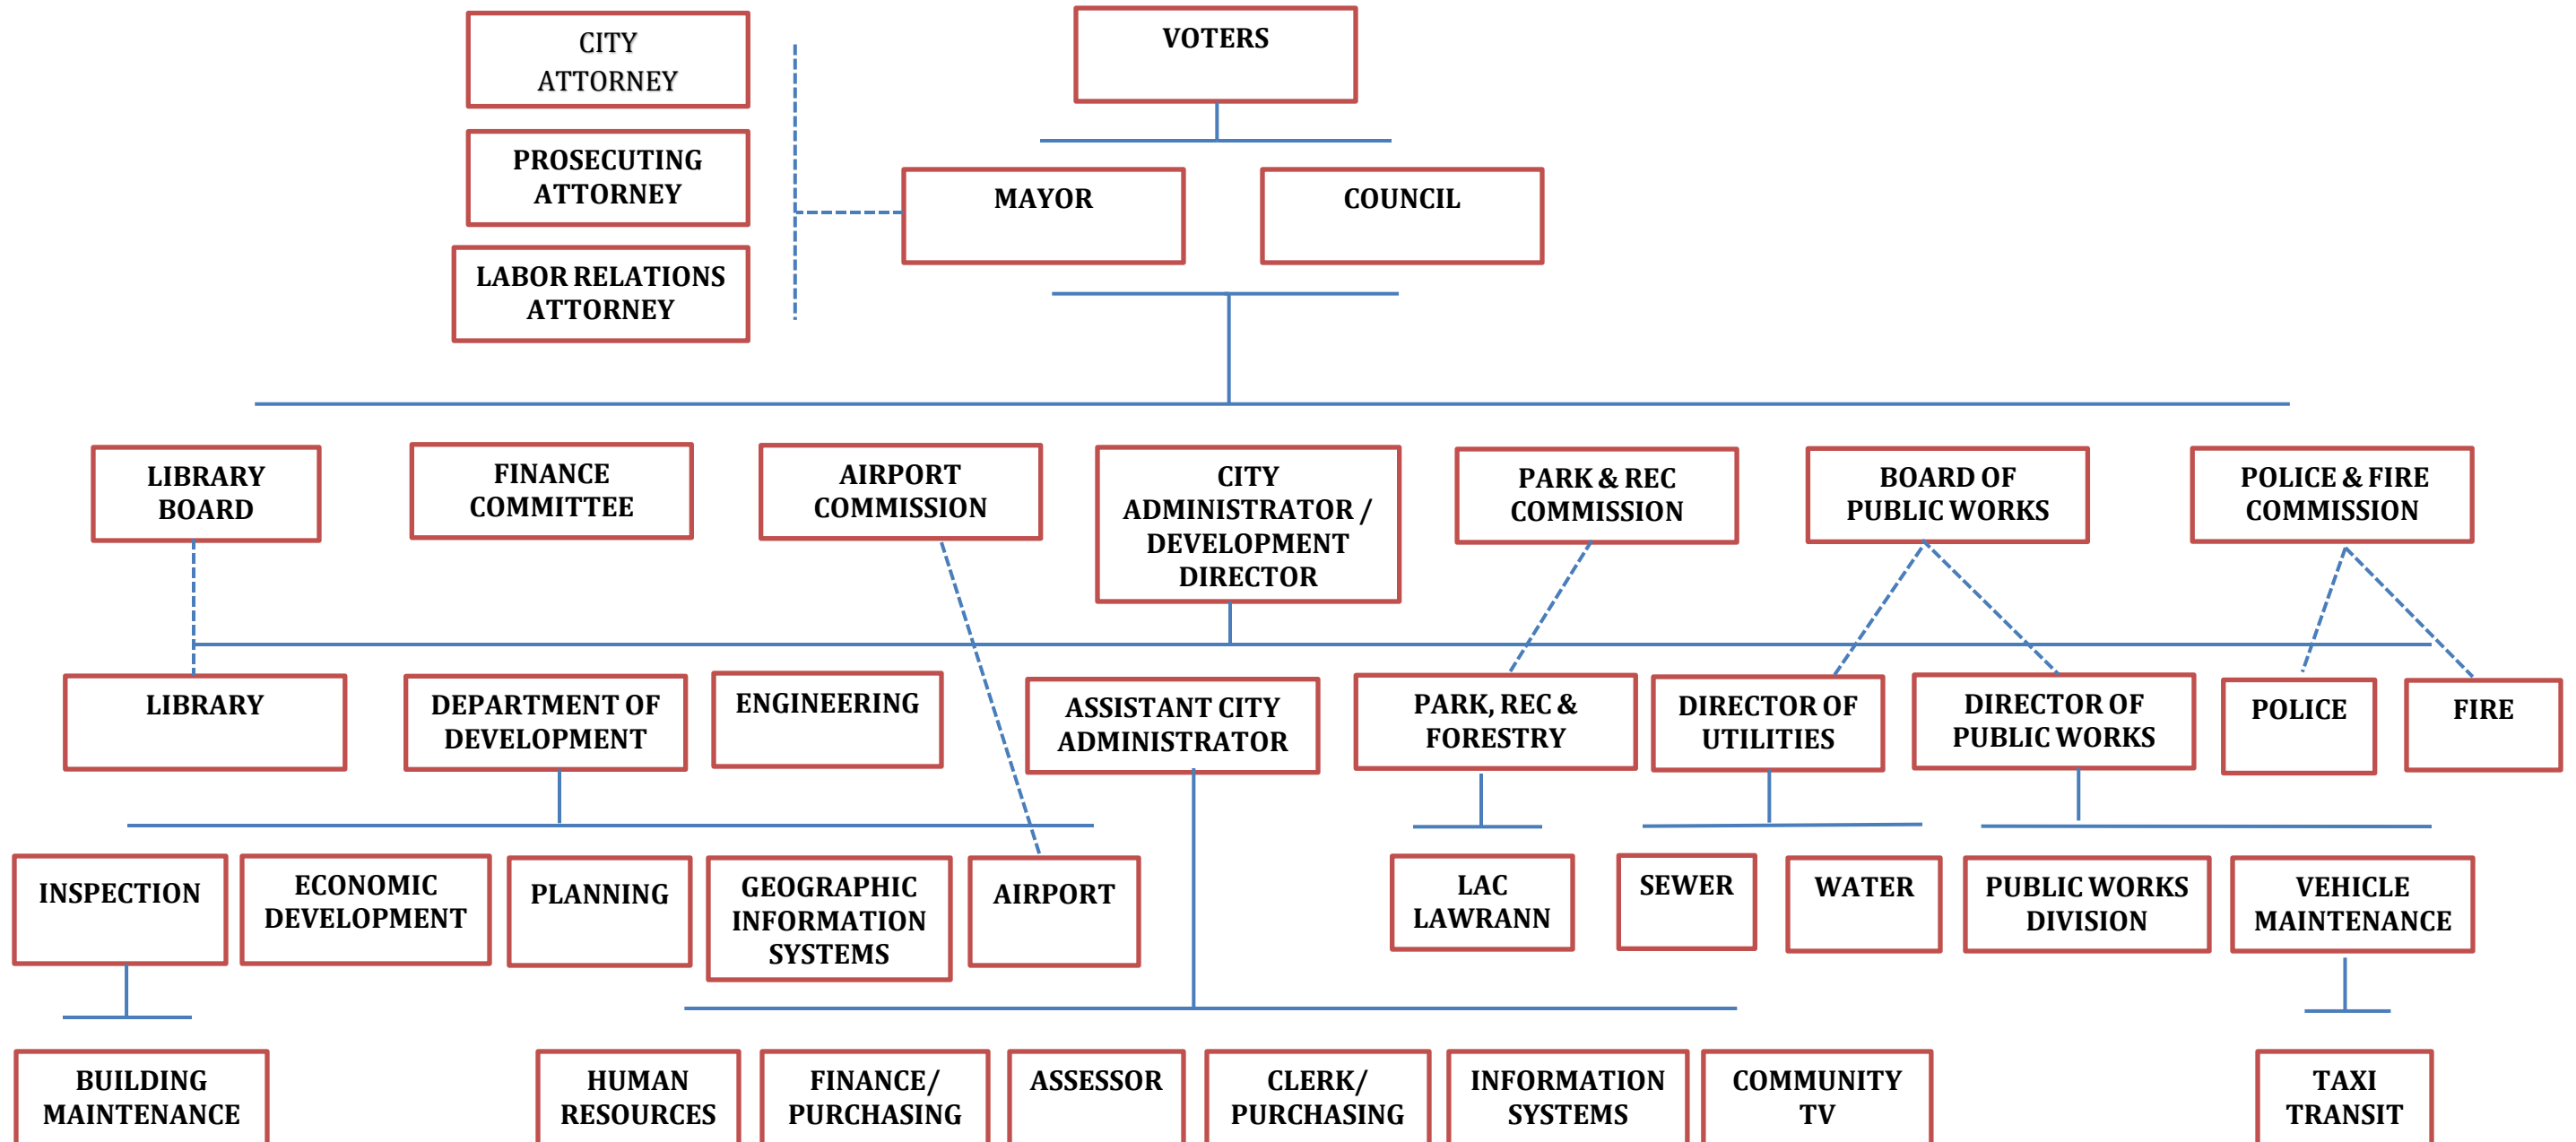 CITY
ATTORNEY
VOTERS
PROSECUTING
ATTORNEY
MAYOR
COUNCIL
LABOR RELATIONS
ATTORNEY
LIBRARY
BOARD
FINANCE
COMMITTEE
AIRPORT
COMMISSION
CITY
ADMINISTRATOR /
DEVELOPMENT
DIRECTOR
PARK & REC
COMMISSION
BOARD OF
PUBLIC WORKS
POLICE & FIRE
COMMISSION
LIBRARY
DEPARTMENT OF
DEVELOPMENT
ENGINEERING
ASSISTANT CITY
ADMINISTRATOR
PARK, REC &
FORESTRY
DIRECTOR OF
UTILITIES
DIRECTOR OF
PUBLIC WORKS
POLICE
FIRE
INSPECTION
ECONOMIC
DEVELOPMENT
PLANNING
GEOGRAPHIC
INFORMATION
SYSTEMS
AIRPORT
LAC
LAWRANN
SEWER
WATER
PUBLIC WORKS
DIVISION
VEHICLE
MAINTENANCE
BUILDING
MAINTENANCE
HUMAN
RESOURCES
FINANCE/
PURCHASING
ASSESSOR
CLERK/
PURCHASING
INFORMATION
SYSTEMS
COMMUNITY
TV
TAXI
TRANSIT